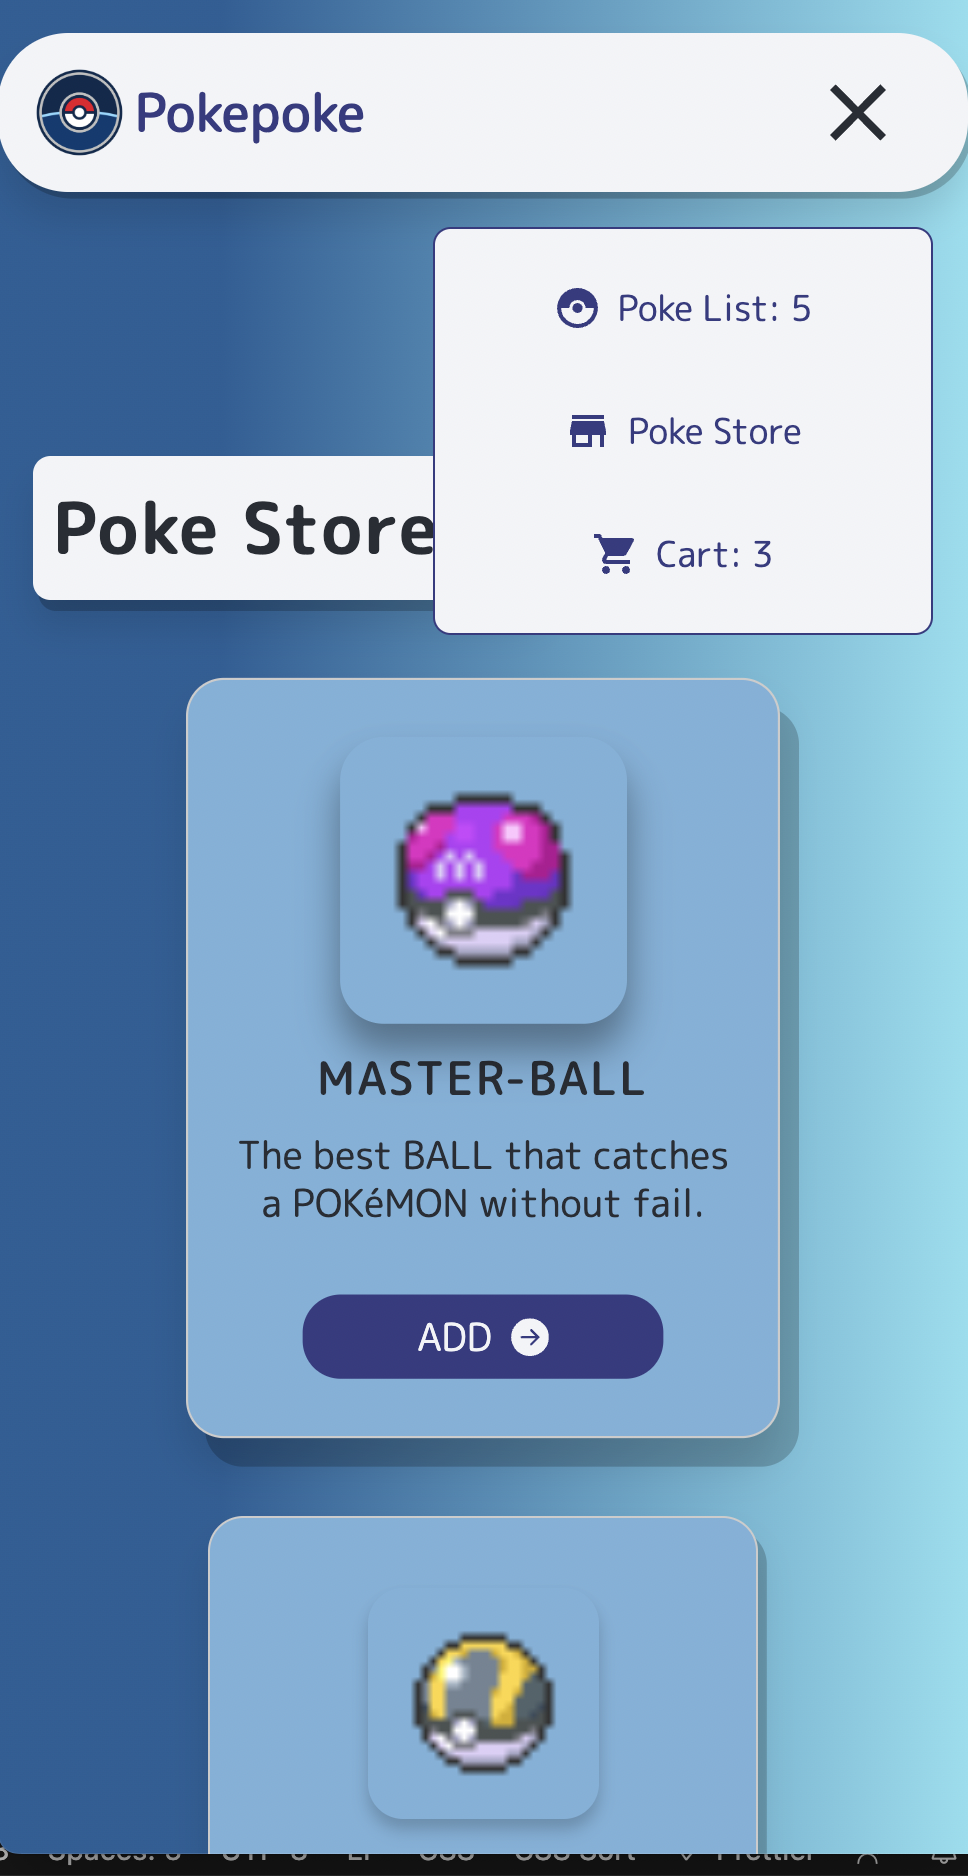 Pokepoke
Poke List: 5
Poke Store
Cart: 3
Poke Store
MASTER-BALL
The best BALL that catches
a POKéMON without fail.
ADD